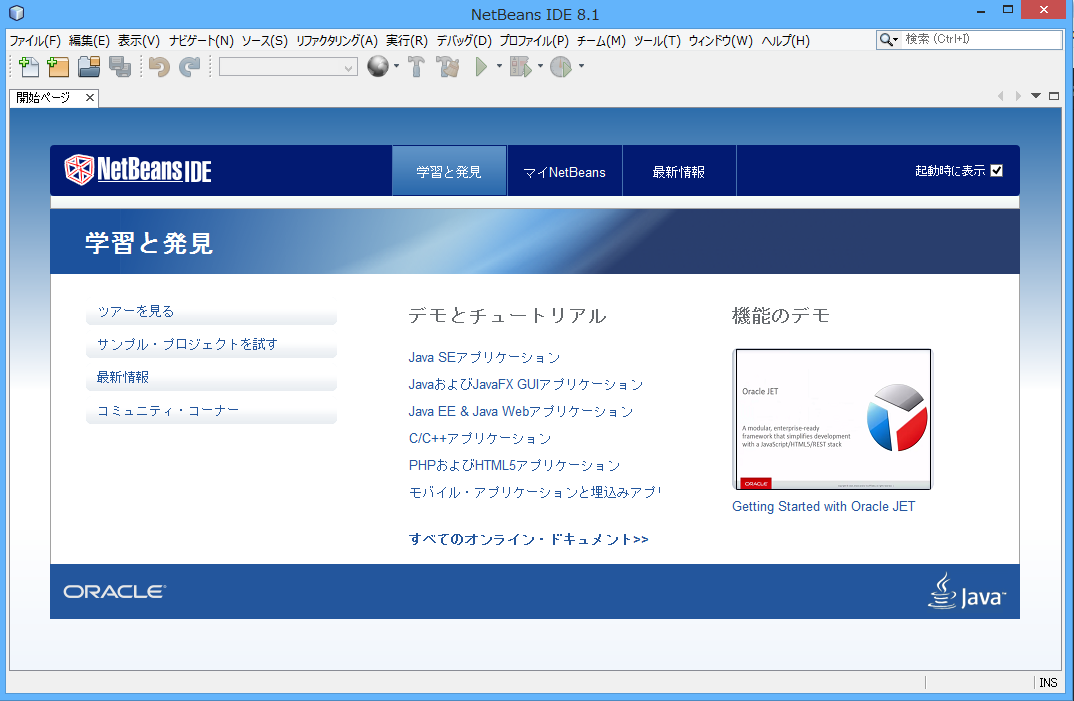 NetBeans IDE 8.1
ファイル(F) 編集(E) 表示(V) ナビゲート(N) ソース(S) リファクタリング(A) 実行(R) デバッグ(D) プロファイル(P) チーム(M) ツール(T) ウィンドウ(W) ヘルプ(H)
検索 (Ctrl+I)
開始ページ
NetBeans IDE
学習と発見 マイNetBeans 最新情報 起動時に表示
学習と発見
ツアーを見る
サンプル・プロジェクトを試す
最新情報
コミュニティ・コーナー
デモとチュートリアル
Java SEアプリケーション
JavaおよびJavaFX GUIアプリケーション
Java EE & Java Webアプリケーション
C/C++アプリケーション
PHPおよびHTML5アプリケーション
モバイル・アプリケーションと埋込みアプ
すべてのオンライン・ドキュメント>>
機能のデモ
Oracle JET
A modular, enterprise-ready
framework that simplifies development
with a JavaScript/HTML5/REST stack
ORACLE
Getting Started with Oracle JET
ORACLE
Java
INS